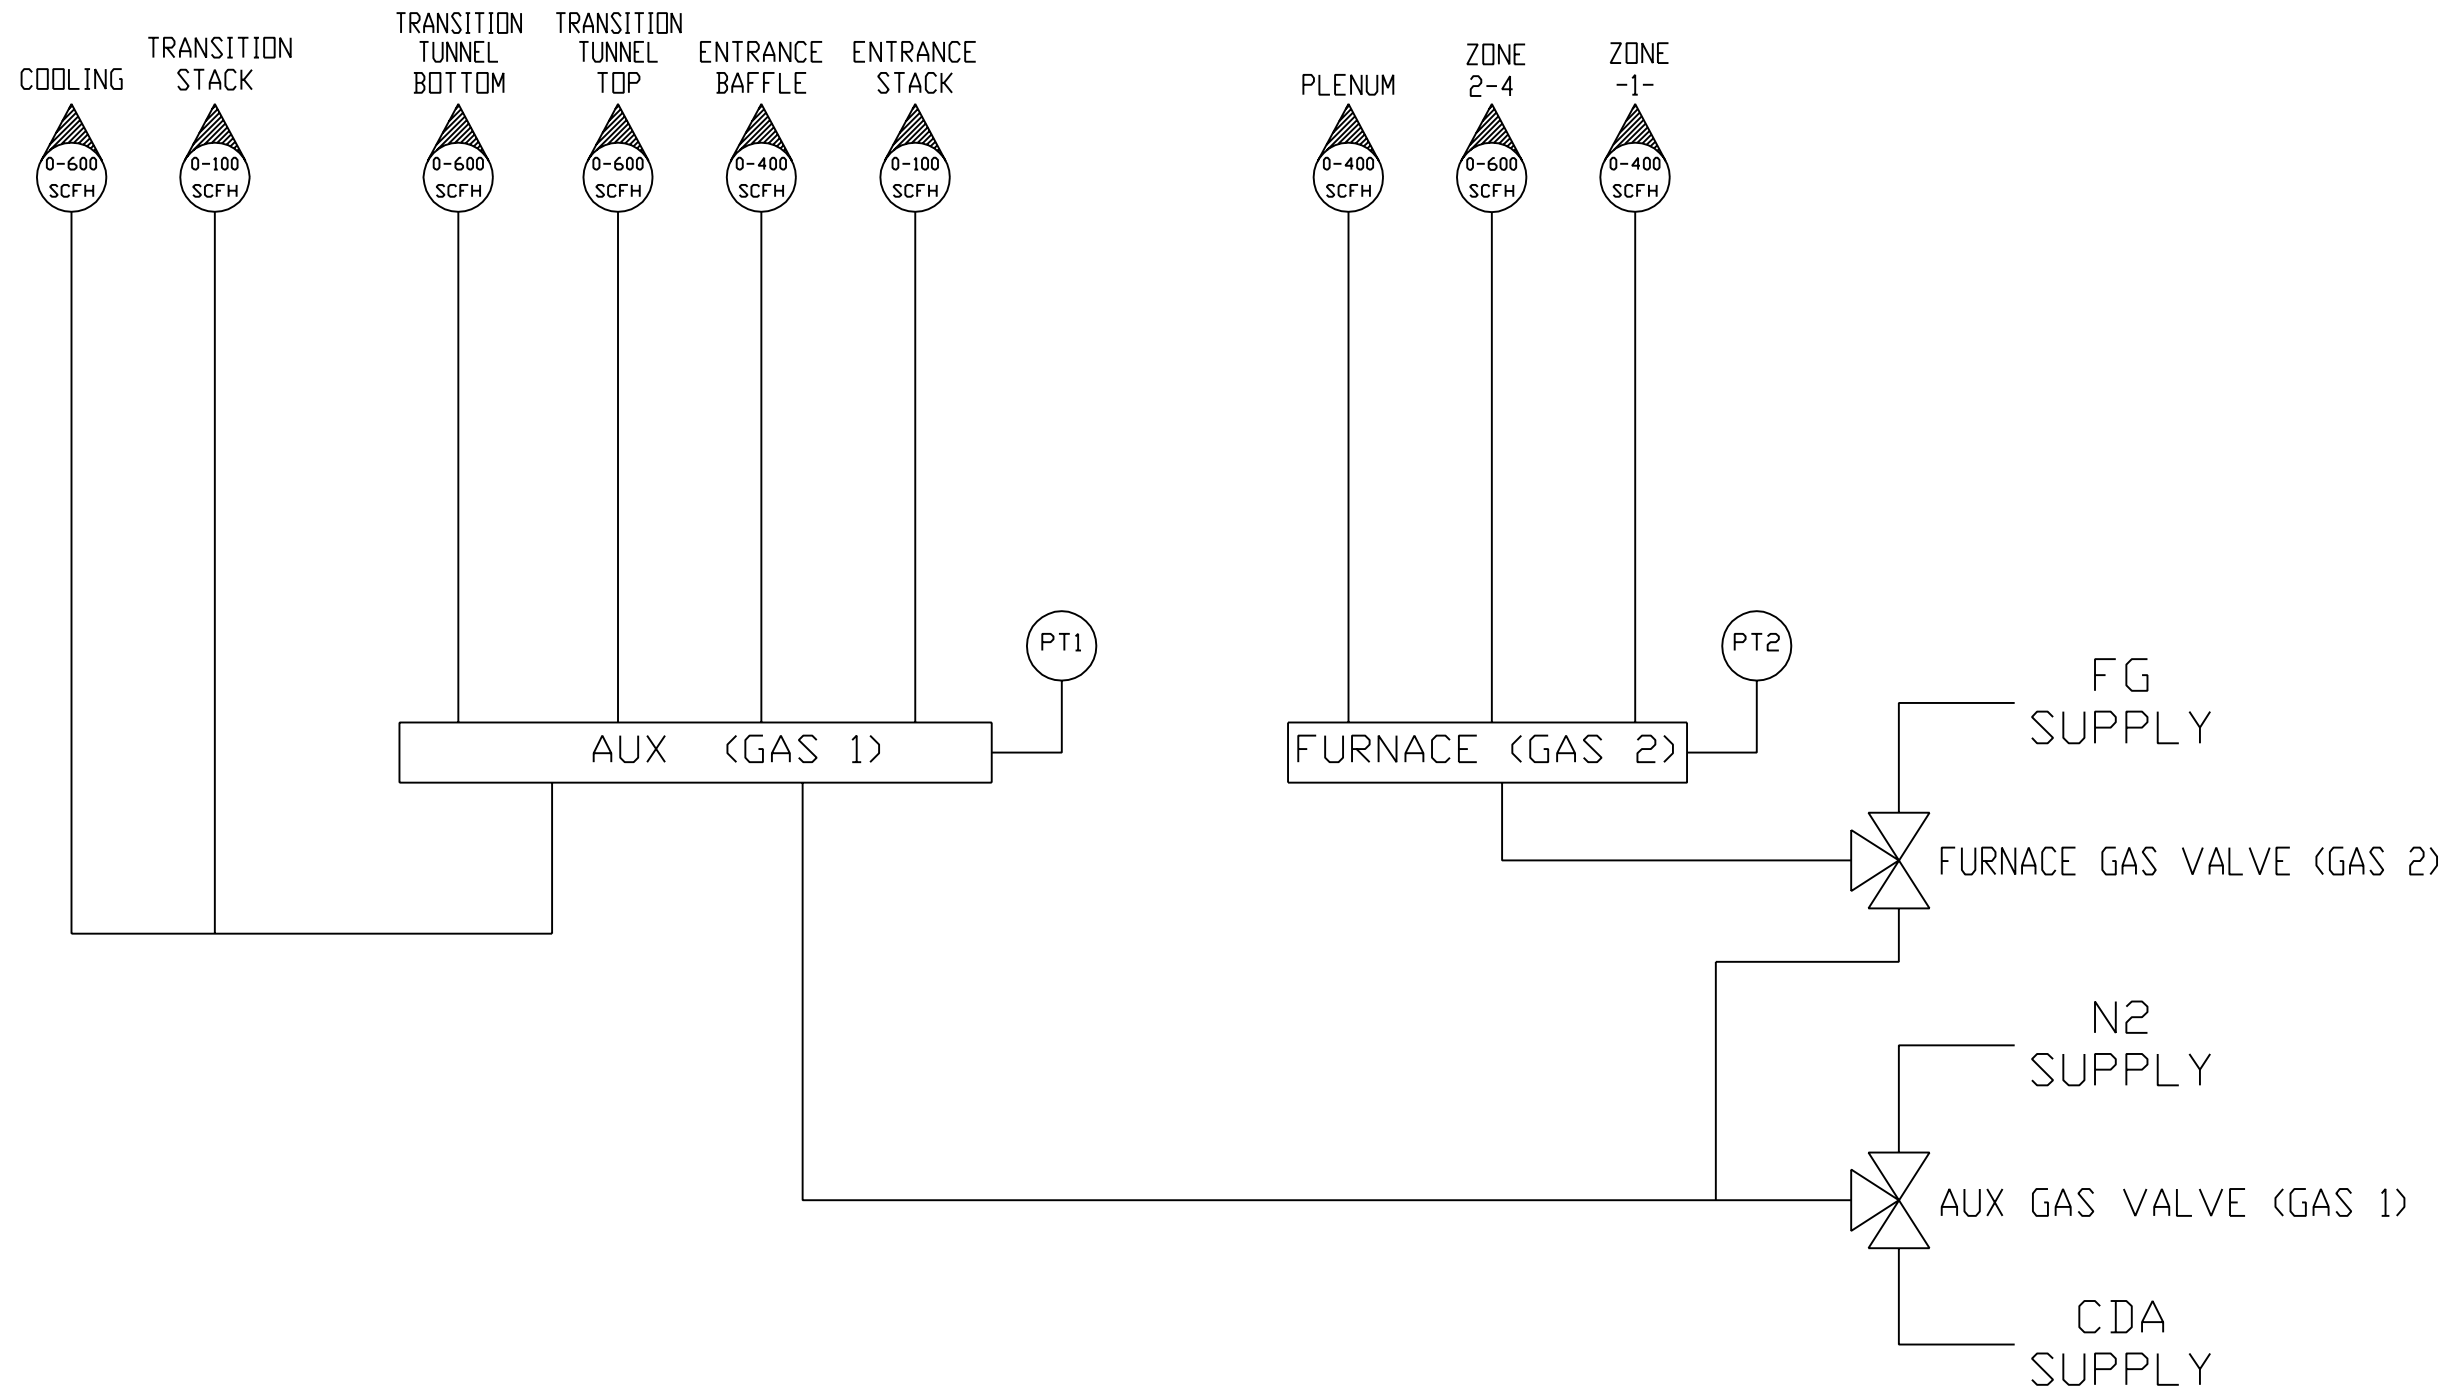 COOLING
TRANSITION
STACK
TRANSITION
TUNNEL
BOTTOM
TRANSITION
TUNNEL
TOP
ENTRANCE
BAFFLE
ENTRANCE
STACK
PLENUM
ZONE
2-4
ZONE
-1-
0-600
SCFH
0-100
SCFH
0-600
SCFH
0-600
SCFH
0-400
SCFH
0-100
SCFH
0-400
SCFH
0-600
SCFH
0-400
SCFH
PT1
PT2
AUX (GAS 1)
FURNACE (GAS 2)
FG
SUPPLY
FURNACE GAS VALVE (GAS 2)
N2
SUPPLY
AUX GAS VALVE (GAS 1)
CDA
SUPPLY